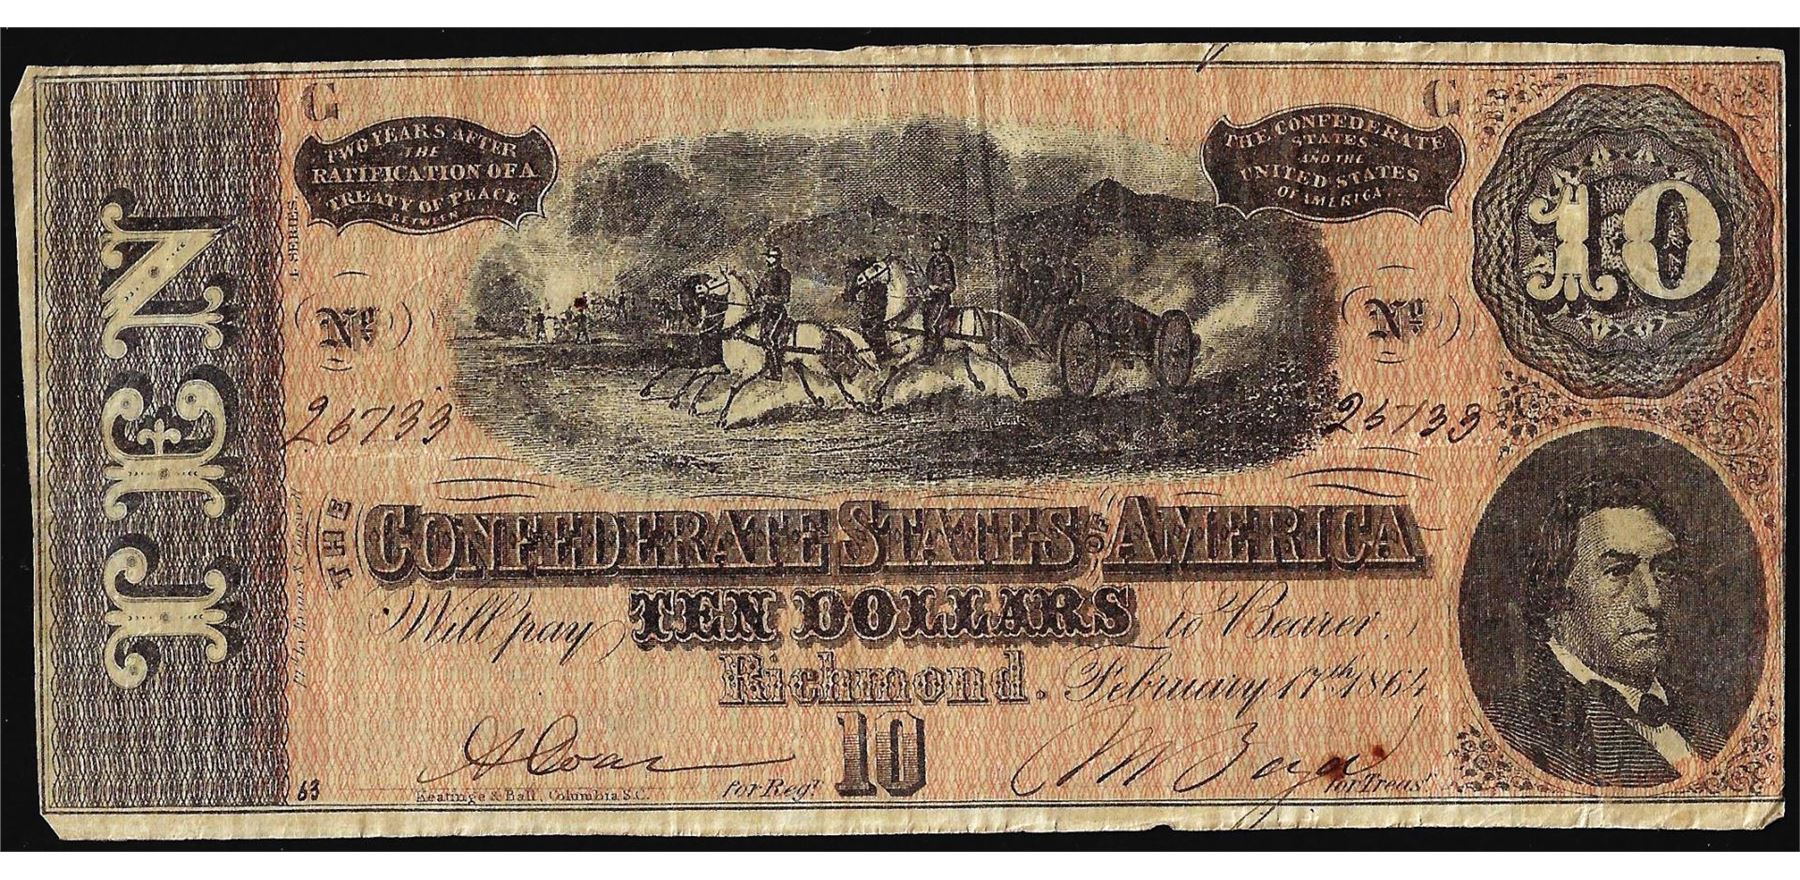 TEN
G
G
TWO YEARS AFTER
THE
RATIFICATION OF A
TREATY OF PEACE
BETWEEN
THE CONFEDERATE
STATES
AND THE
UNITED STATES
OF AMERICA
10
1 SERIES.
No
No
26733
26733
THE
CONFEDERATE STATES OF AMERICA
Will pay TEN DOLLARS to Bearer.
Richmond. February 17th 1864
10
for Regr
for Treasr
63
Keatinge & Ball, Columbia S.C.